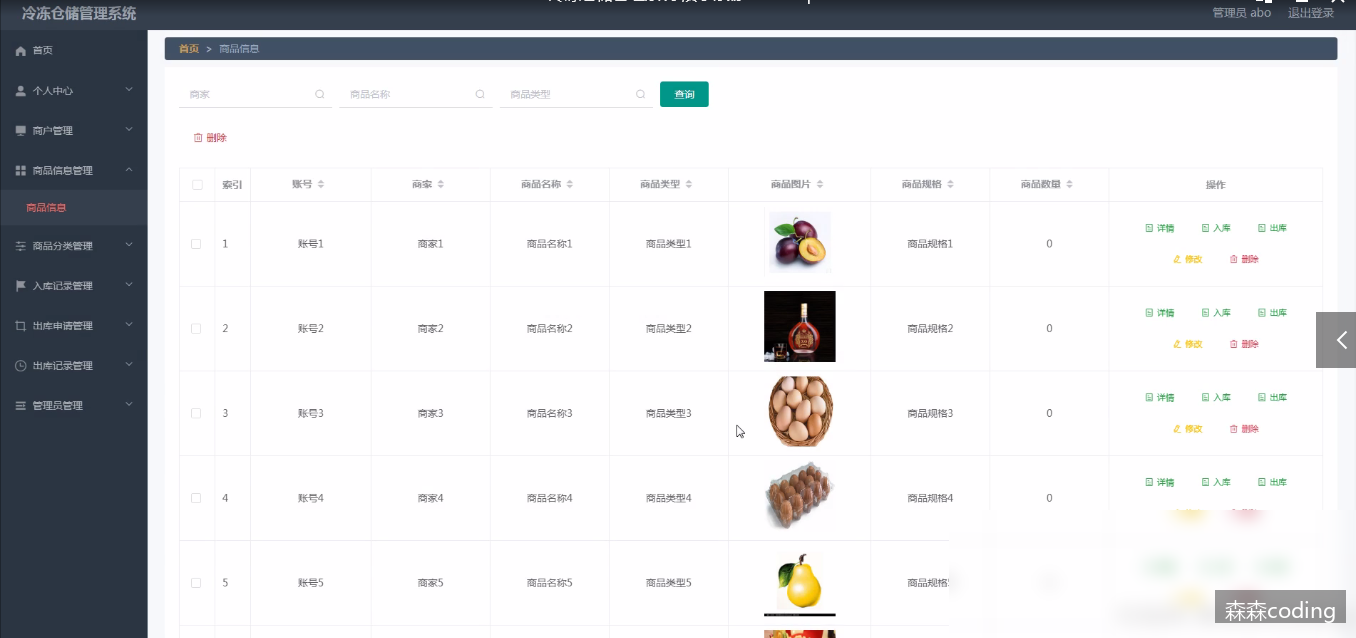 冷冻仓储管理系统
管理员 abo 退出登录
首页
个人中心
商户管理
商品信息管理
商品信息
商品分类管理
入库记录管理
出库申请管理
出库记录管理
管理员管理
首页 > 商品信息
商家 商品名称 商品类型 查询
删除
索引 账号 商家 商品名称 商品类型 商品图片 商品规格 商品数量 操作
1 账号1 商家1 商品名称1 商品类型1 商品规格1 0 详情 入库 出库
修改 删除
2 账号2 商家2 商品名称2 商品类型2 商品规格2 0 详情 入库 出库
修改 删除
3 账号3 商家3 商品名称3 商品类型3 商品规格3 0 详情 入库 出库
修改 删除
4 账号4 商家4 商品名称4 商品类型4 商品规格4 0 详情 入库 出库
5 账号5 商家5 商品名称5 商品类型5 商品规格
森森coding